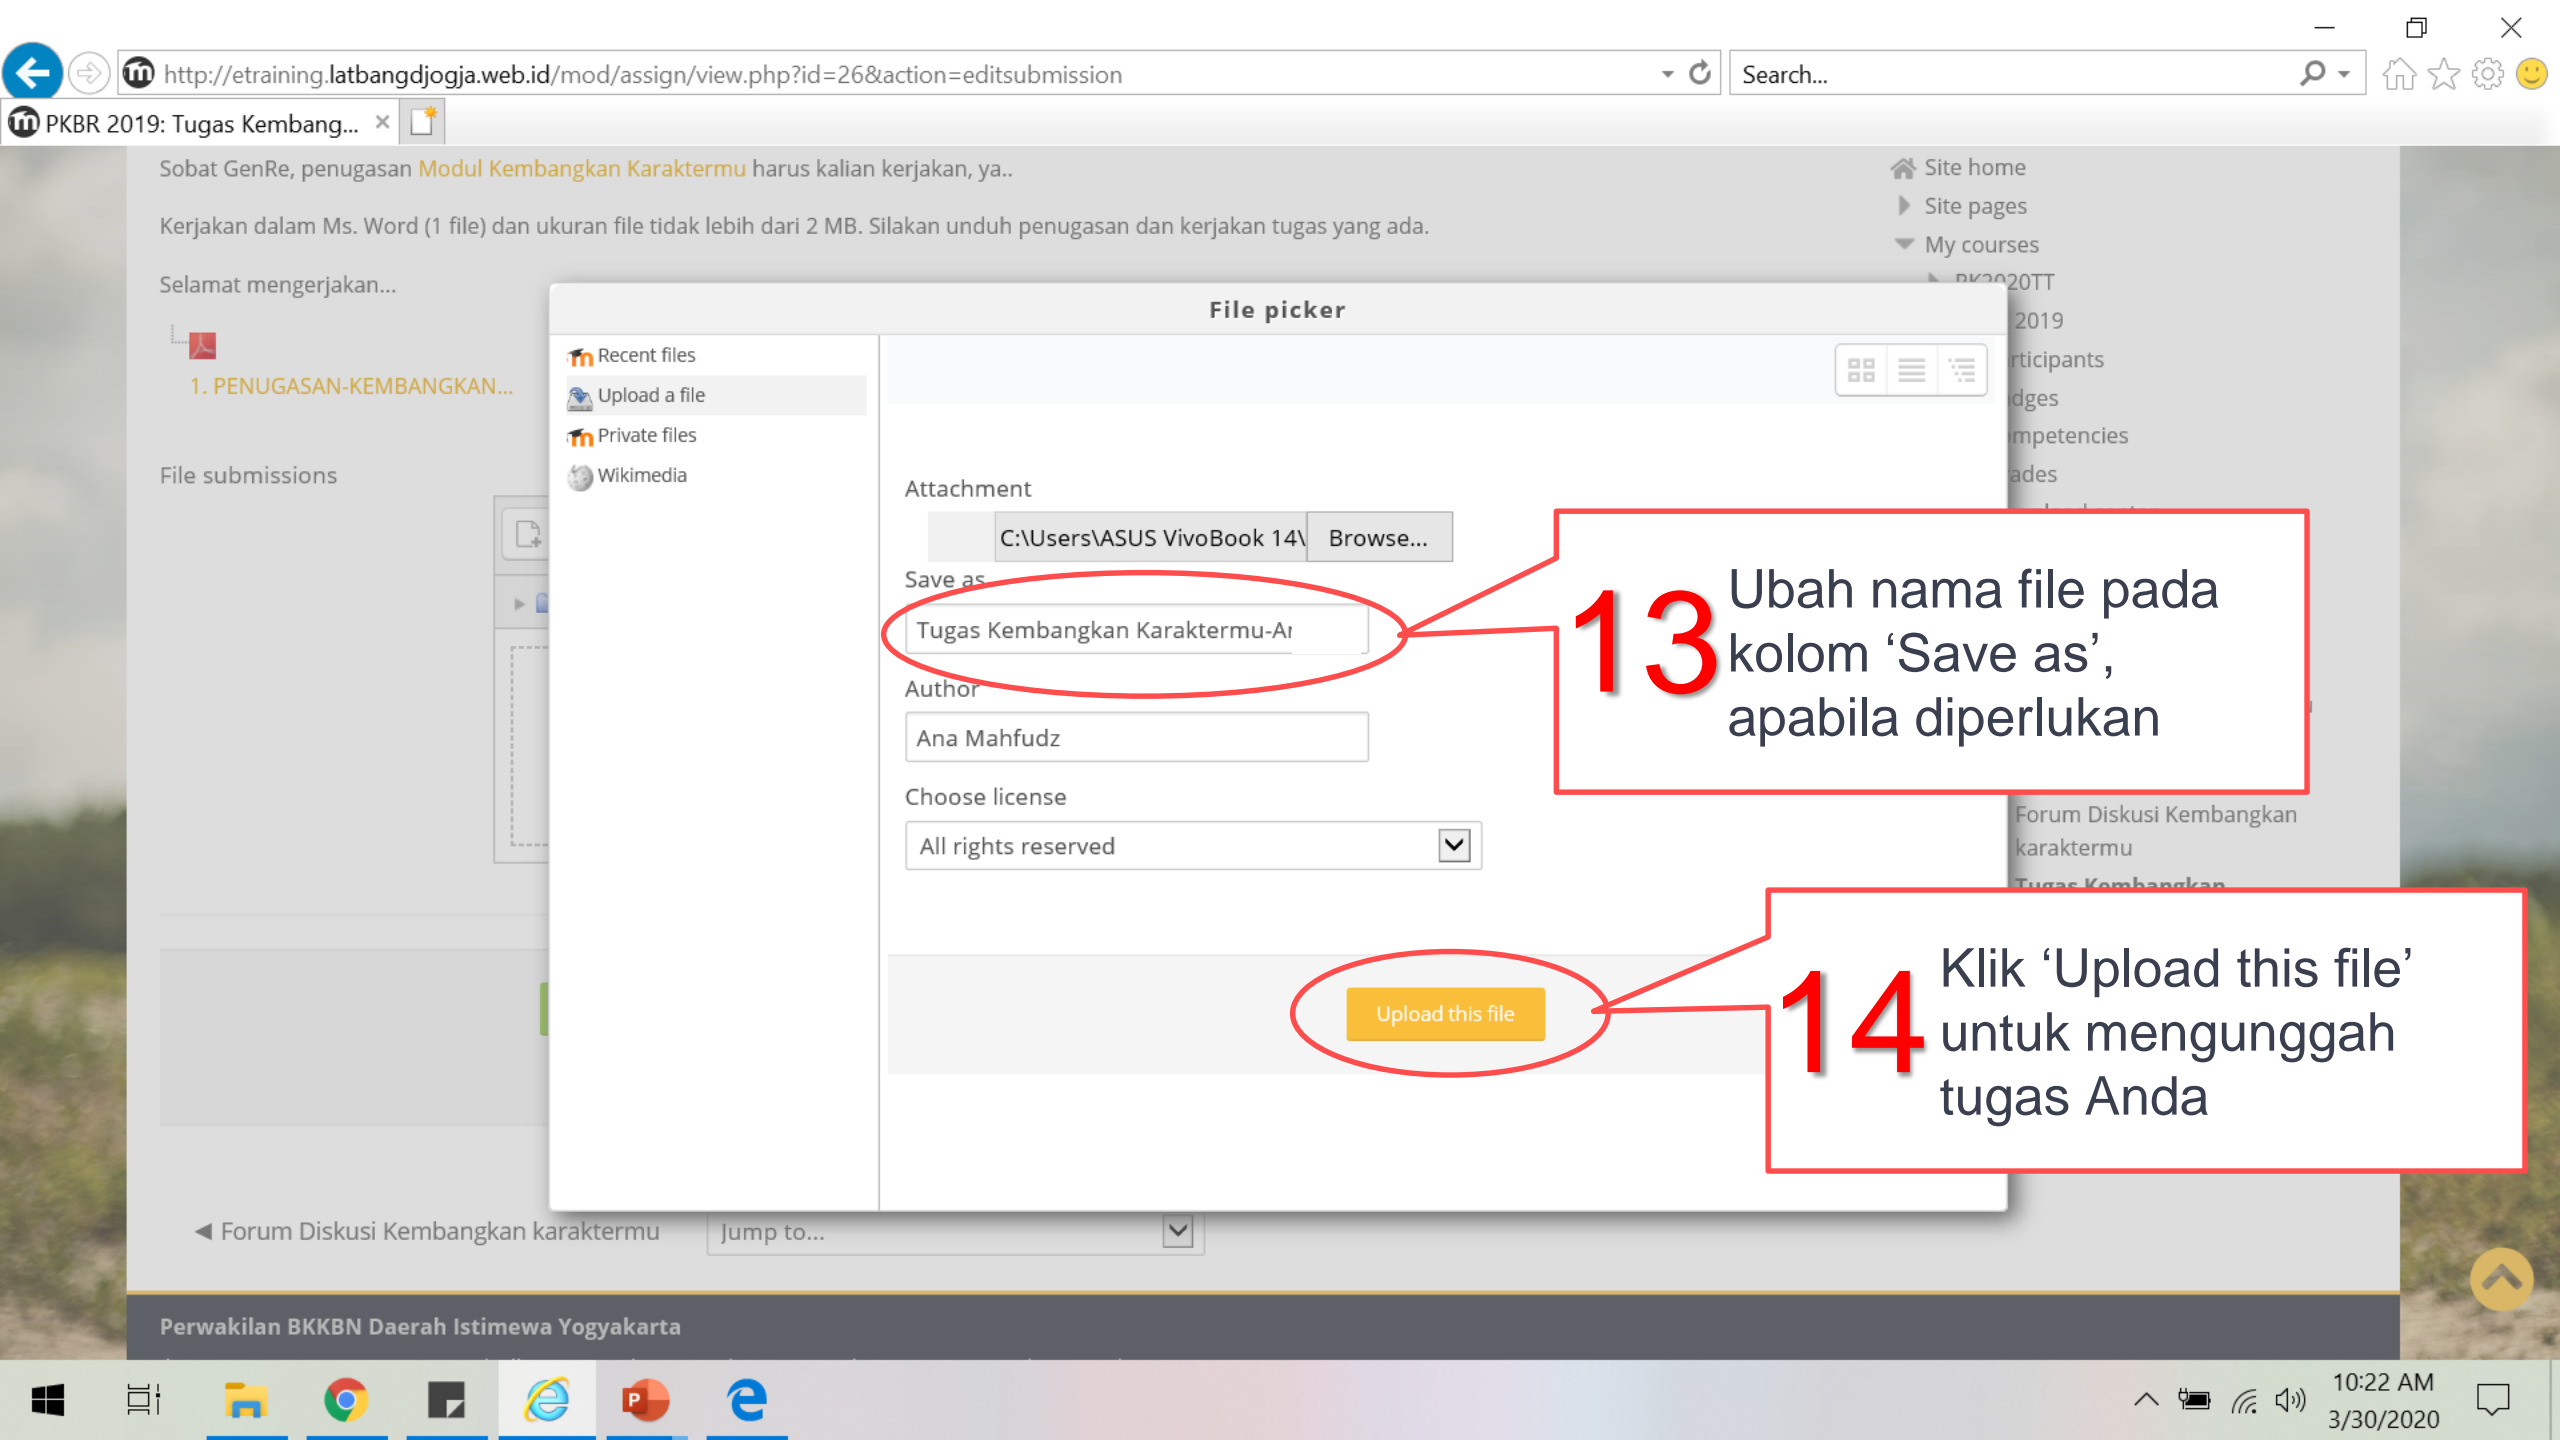 http://etraining.latbangdjogja.web.id/mod/assign/view.php?id=26&action=editsubmission
Search...
PKBR 2019: Tugas Kembang...
Sobat GenRe, penugasan Modul Kembangkan Karaktermu harus kalian kerjakan, ya..
Kerjakan dalam Ms. Word (1 file) dan ukuran file tidak lebih dari 2 MB. Silakan unduh penugasan dan kerjakan tugas yang ada.
Selamat mengerjakan...
1. PENUGASAN-KEMBANGKAN...
File submissions
Site home
Site pages
My courses
PK2020TT
2019
File picker
Recent files
Upload a file
Private files
Wikimedia
Attachment
C:\Users\ASUS VivoBook 14\
Browse...
Save as
Tugas Kembangkan Karaktermu-A
Author
Ana Mahfudz
Choose license
All rights reserved
Upload this file
13
Ubah nama file pada
kolom ‘Save as’,
apabila diperlukan
Forum Diskusi Kembangkan
karaktermu
Tugas Kembangkan
14
Klik ‘Upload this file’
untuk mengunggah
tugas Anda
Forum Diskusi Kembangkan karaktermu
Jump to...
Perwakilan BKKBN Daerah Istimewa Yogyakarta
10:22 AM
3/30/2020